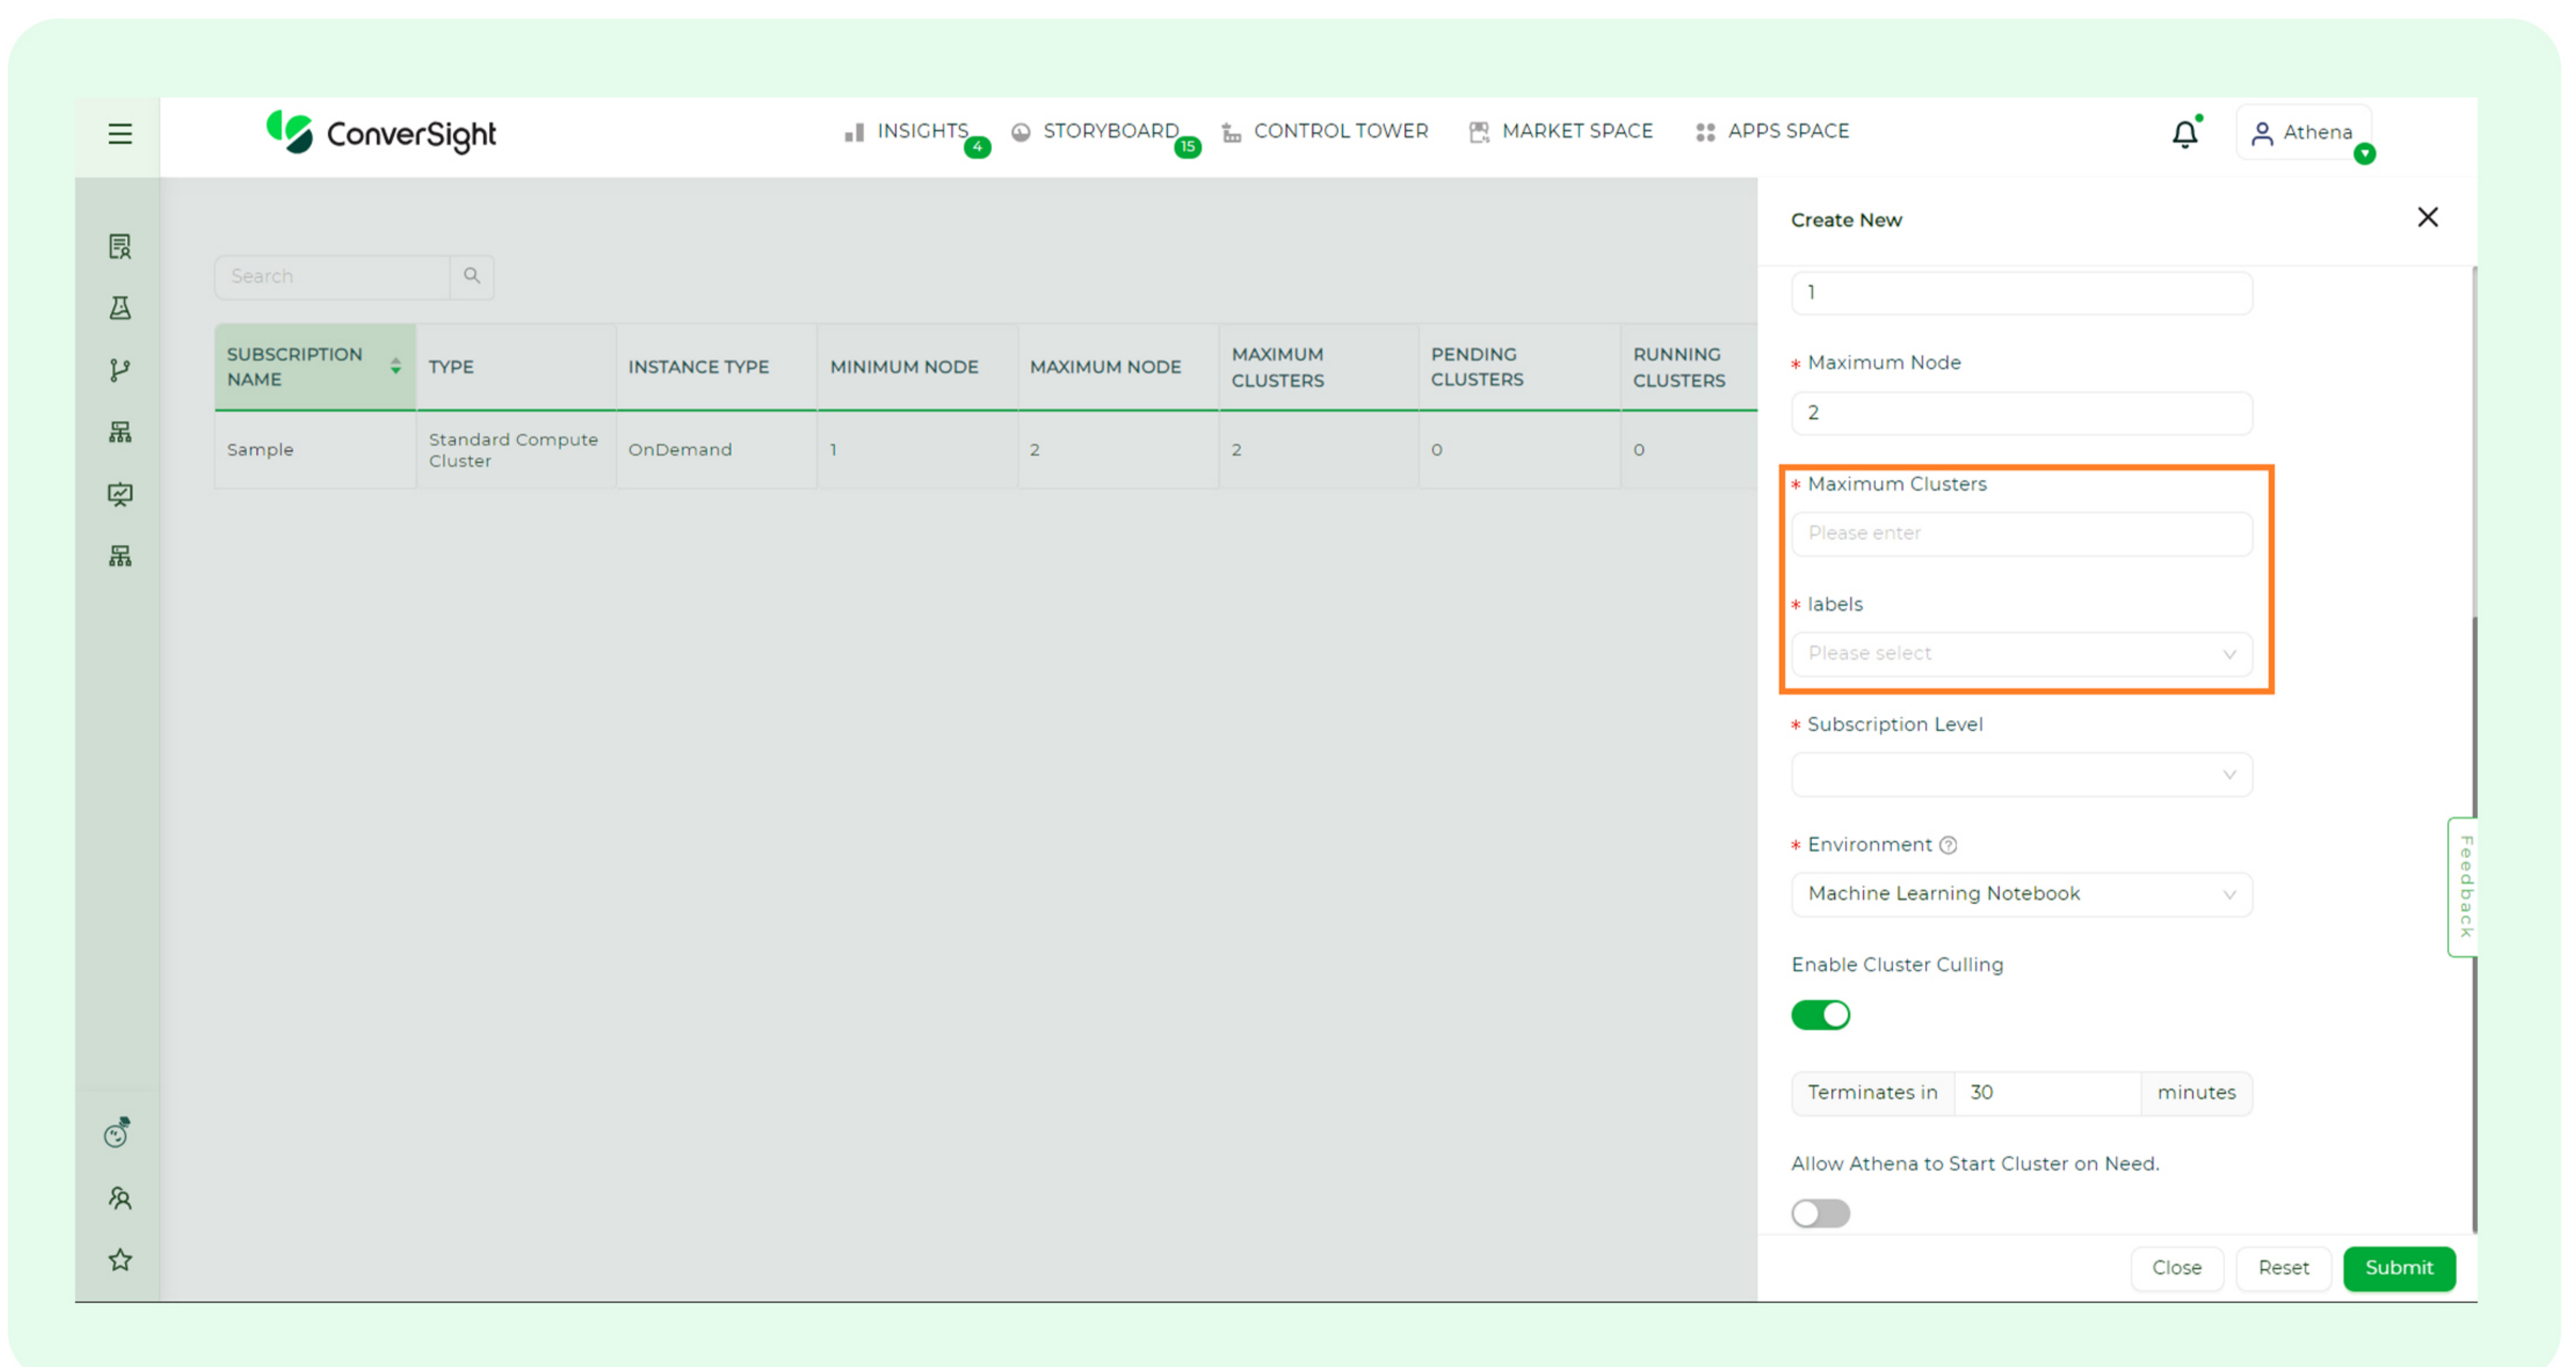 ConverSight
INSIGHTS 4
STORYBOARD 15
CONTROL TOWER
MARKET SPACE
APPS SPACE
Athena
Search
SUBSCRIPTION NAME
TYPE
INSTANCE TYPE
MINIMUM NODE
MAXIMUM NODE
MAXIMUM CLUSTERS
PENDING CLUSTERS
RUNNING CLUSTERS
Sample
Standard Compute Cluster
OnDemand
1
2
2
0
0
Create New
1
* Maximum Node
2
* Maximum Clusters
Please enter
* labels
Please select
* Subscription Level
* Environment ?
Machine Learning Notebook
Enable Cluster Culling
Terminates in 30 minutes
Allow Athena to Start Cluster on Need.
Close Reset Submit
Feedback